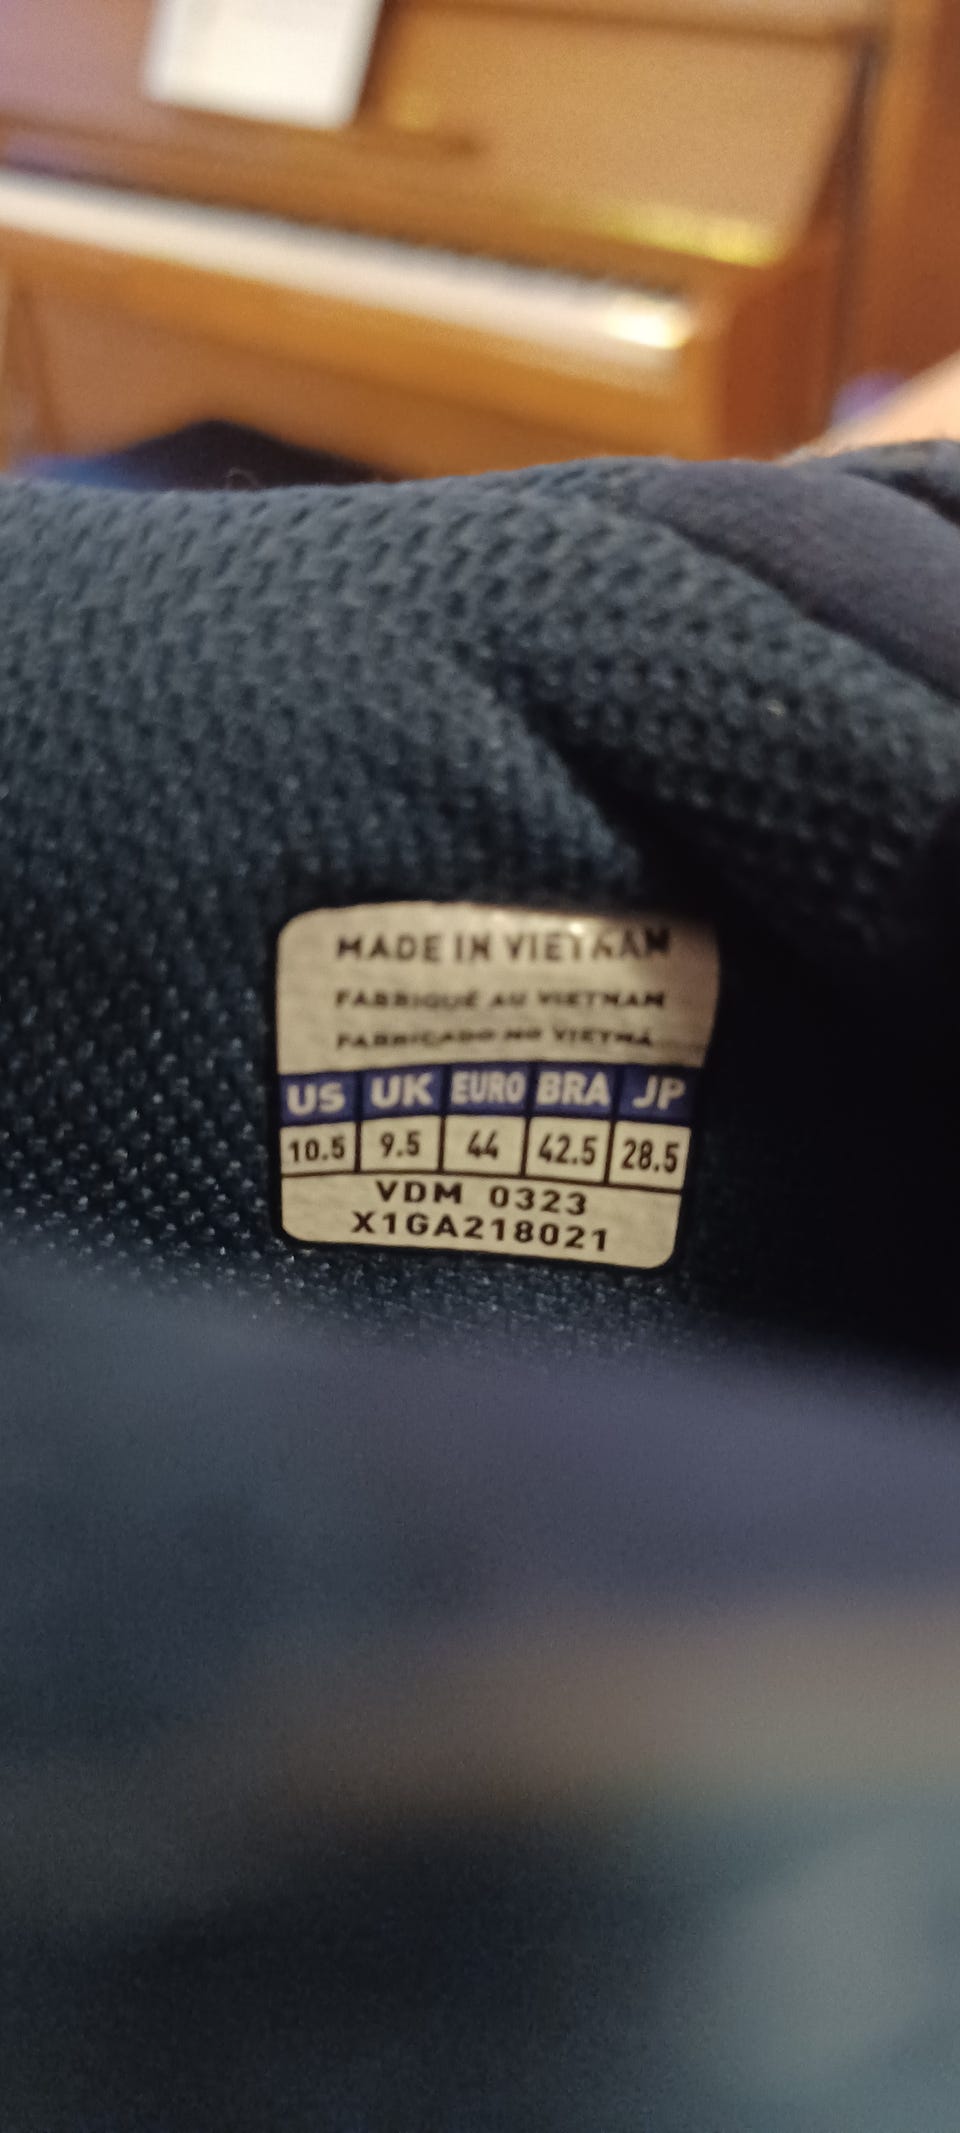 MADE IN VIETNAM
FABRIQUÉ AU VIETNAM
FABRICADO NO VIETNÃ
US UK EURO BRA JP
10.5 9.5 44 42.5 28.5
VDM 0323
X1GA218021